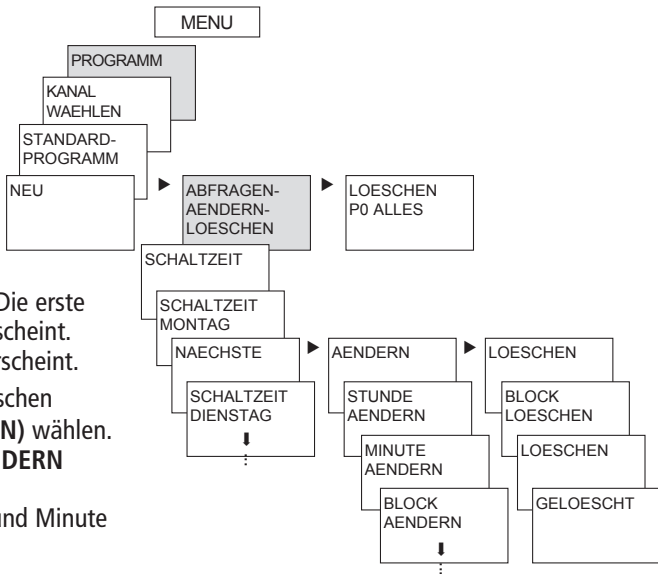 MENU
PROGRAMM
KANAL
WAEHLEN
STANDARD-
PROGRAMM
NEU
ABFRAGEN-
AENDERN-
LOESCHEN
LOESCHEN
P0 ALLES
SCHALTZEIT
SCHALTZEIT
MONTAG
NAECHSTE
SCHALTZEIT
DIENSTAG
AENDERN
STUNDE
AENDERN
MINUTE
AENDERN
BLOCK
AENDERN
LOESCHEN
BLOCK
LOESCHEN
LOESCHEN
GELOESCHT
Die erste
scheint.
rscheint.
schen
N) wählen.
DERN
und Minute